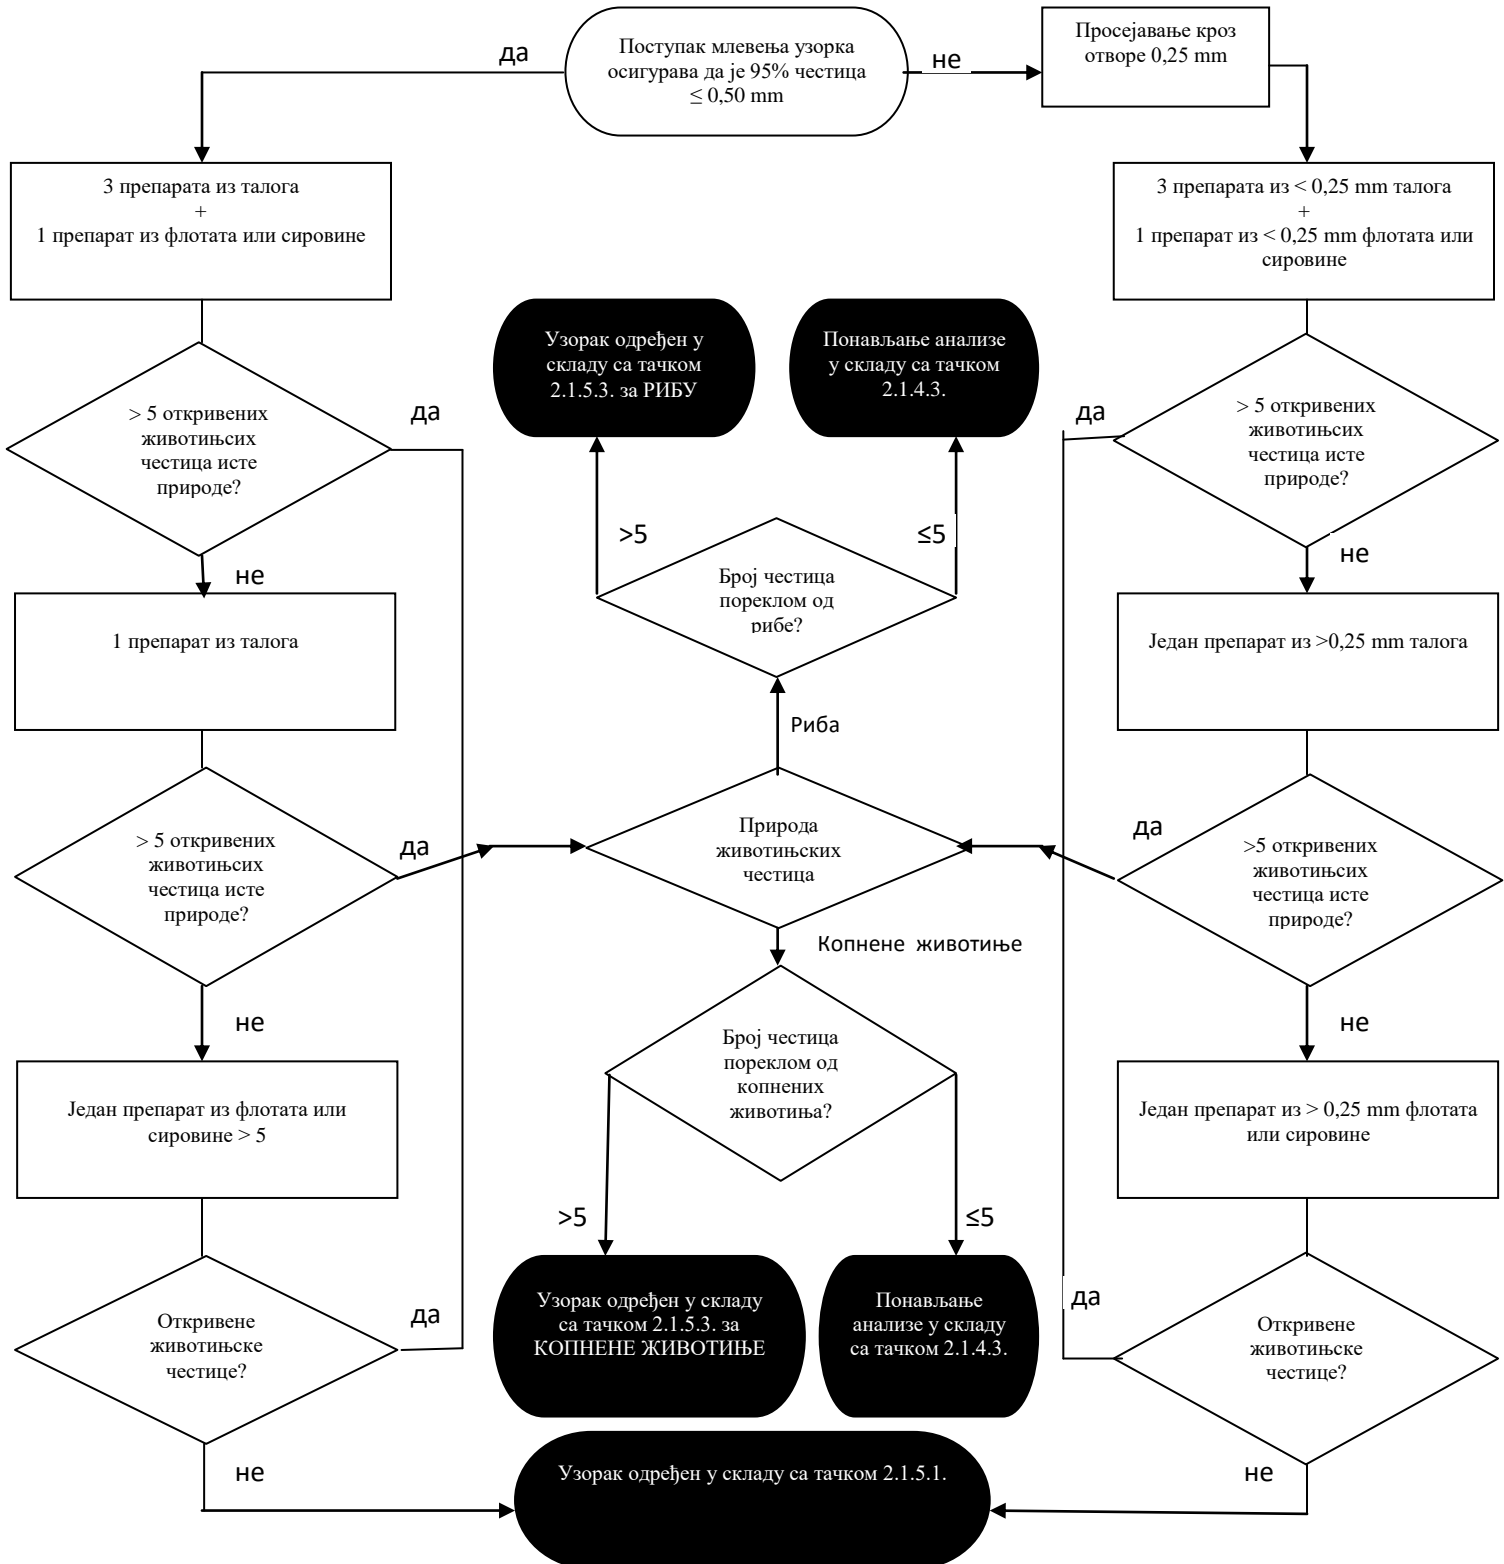 да
Поступак млевења узорка
осигурава да је 95% честица
≤ 0,50 mm
не
Просејавање кроз
отворе 0,25 mm
3 препарата из талога
+
1 препарат из флотата или сировине
3 препарата из < 0,25 mm талога
+
1 препарат из < 0,25 mm флотата или
сировине
Узорак одређен у
складу са тачком
2.1.5.3. за РИБУ
Понављање анализе
у складу са тачком
2.1.4.3.
> 5 откривених
животињсих
честица исте
природе?
да
да
> 5 откривених
животињсих
честица исте
природе?
>5
≤5
не
не
Број честица
пореклом од
рибе?
1 препарат из талога
Један препарат из >0,25 mm талога
Риба
> 5 откривених
животињсих
честица исте
природе?
да
Природа
животињских
честица
да
>5 откривених
животињсих
честица исте
природе?
Копнене животиње
не
не
Број честица
пореклом од
копнених
животиња?
Један препарат из флотата или
сировине > 5
Један препарат из > 0,25 mm флотата
или сировине
>5
≤5
Узорак одређен у складу
са тачком 2.1.5.3. за
КОПНЕНЕ ЖИВОТИЊЕ
Понављање
анализе у складу
са тачком 2.1.4.3.
Откривене
животињске
честице?
да
да
Откривене
животињске
честице?
не
Узорак одређен у складу са тачком 2.1.5.1.
не